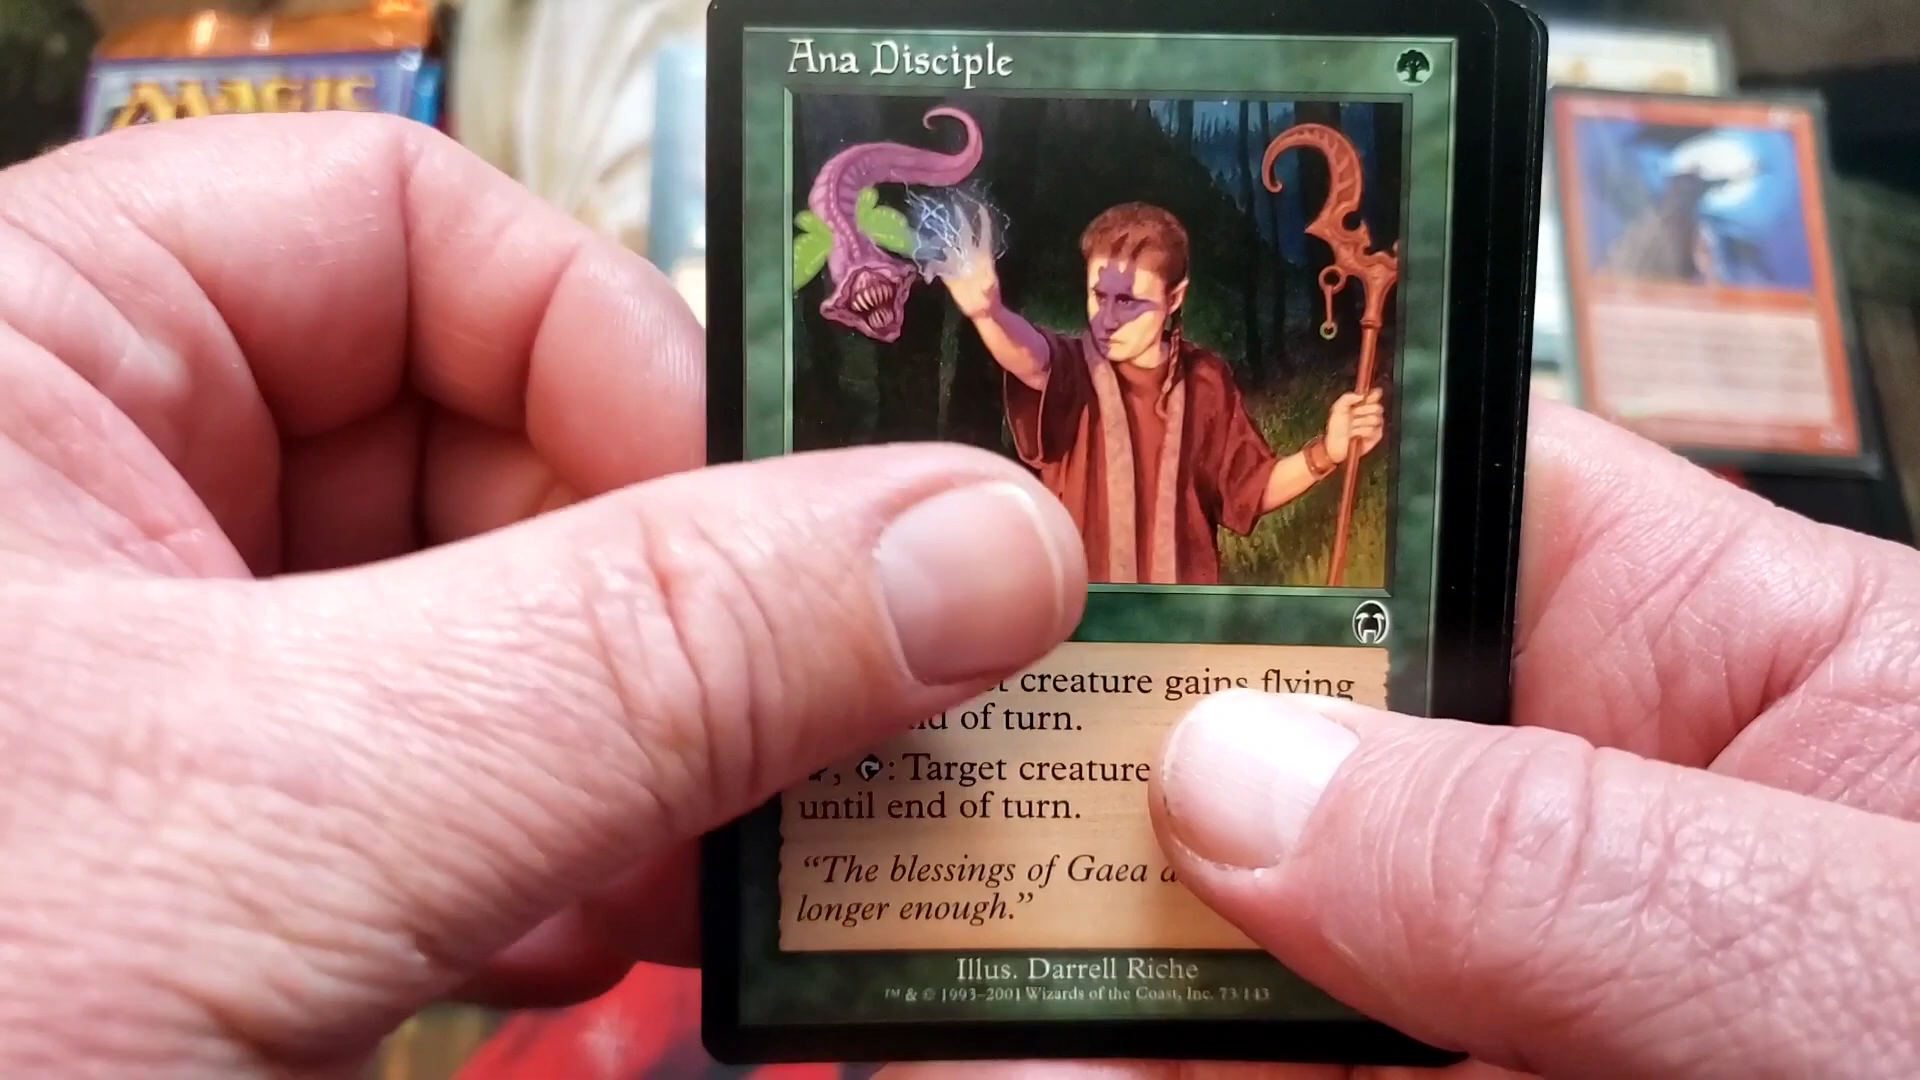 MAGIC
Ana Disciple
creature gains flying
of turn.
: Target creature
until end of turn.
“The blessings of Gaea
longer enough.”
Illus. Darrell Riche
™ & © 1993–2001 Wizards of the Coast, Inc. 73/143